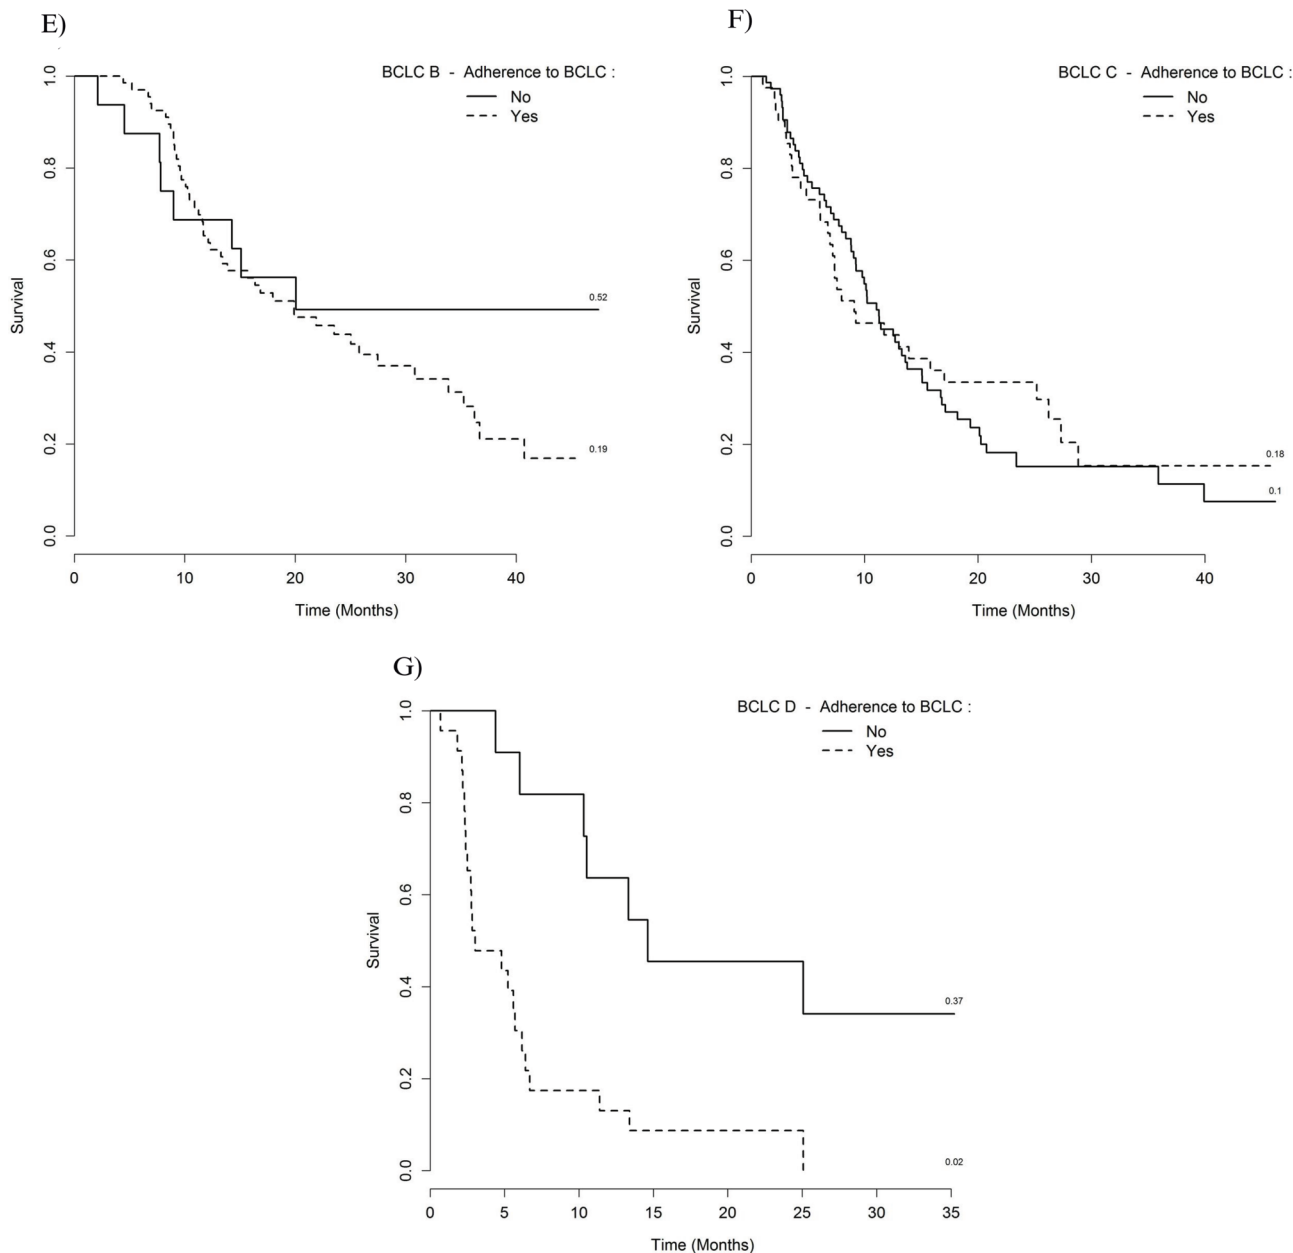 E)
BCLC B - Adherence to BCLC :
No
Yes
Survival
1.0
0.8
0.6
0.4
0.2
0.0
0.52
0.19
0 10 20 30 40
Time (Months)
F)
BCLC C - Adherence to BCLC :
No
Yes
Survival
1.0
0.8
0.6
0.4
0.2
0.0
0.18
0.1
0 10 20 30 40
Time (Months)
G)
BCLC D - Adherence to BCLC :
No
Yes
Survival
1.0
0.8
0.6
0.4
0.2
0.0
0.37
0.02
0 5 10 15 20 25 30 35
Time (Months)